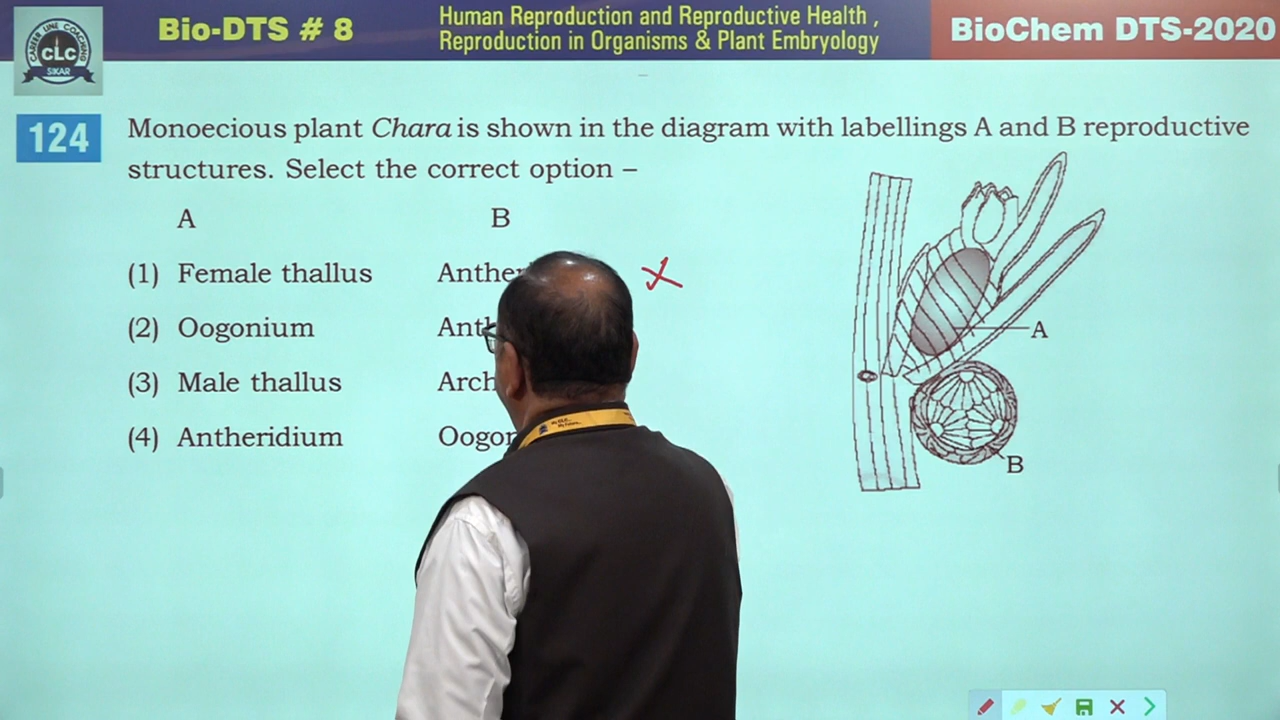 CAREER LINE COACHING
CLC
SIKAR
Bio-DTS # 8
Human Reproduction and Reproductive Health ,
Reproduction in Organisms & Plant Embryology
BioChem DTS-2020
124
Monoecious plant Chara is shown in the diagram with labellings A and B reproductive
structures. Select the correct option –
A B
(1) Female thallus
(2) Oogonium
(3) Male thallus
(4) Antheridium
A
B